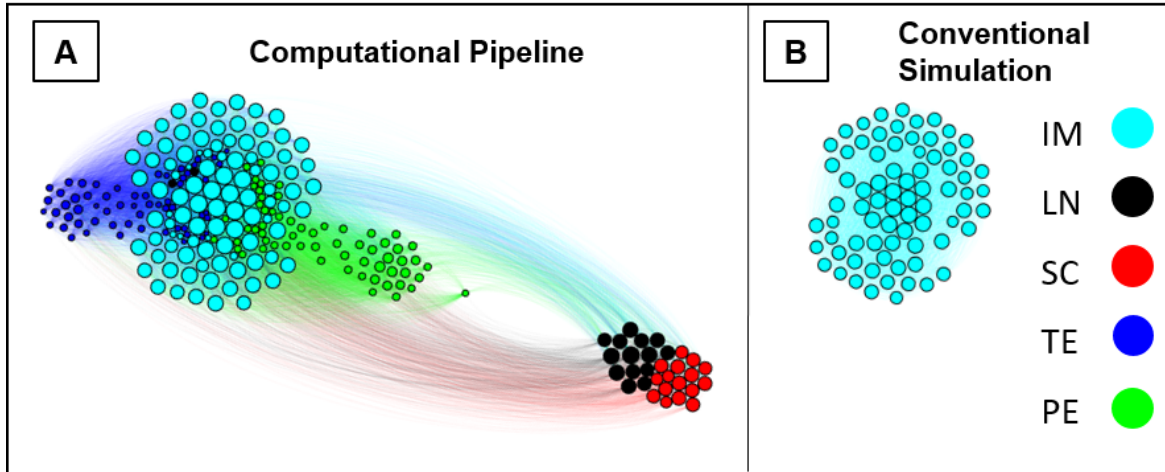 A
Computational Pipeline
B
Conventional
Simulation
IM
LN
SC
TE
PE